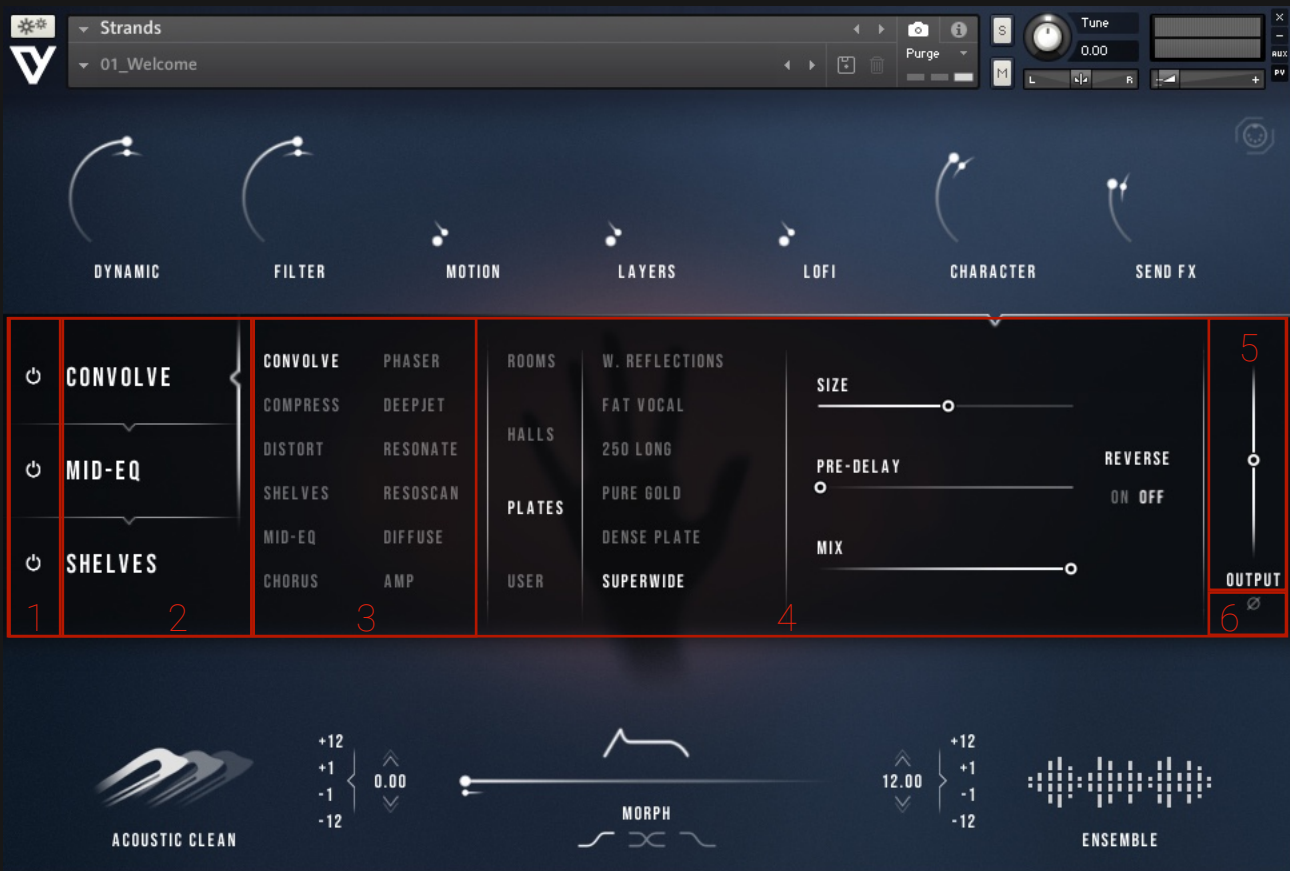 Strands
01_Welcome
Purge
S
M
Tune
0.00
L R
- +
×
-
AUX
PV
DYNAMIC FILTER MOTION LAYERS LOFI CHARACTER SEND FX
CONVOLVE
MID-EQ
SHELVES
CONVOLVE PHASER
COMPRESS DEEPJET
DISTORT RESONATE
SHELVES RESOSCAN
MID-EQ DIFFUSE
CHORUS AMP
ROOMS
HALLS
PLATES
USER
W. REFLECTIONS
FAT VOCAL
250 LONG
PURE GOLD
DENSE PLATE
SUPERWIDE
SIZE
PRE-DELAY
MIX
REVERSE
ON OFF
OUTPUT
Ø
1 2 3 4 5 6
ACOUSTIC CLEAN
+12
+1
-1
-12
0.00
MORPH
12.00
+12
+1
-1
-12
ENSEMBLE